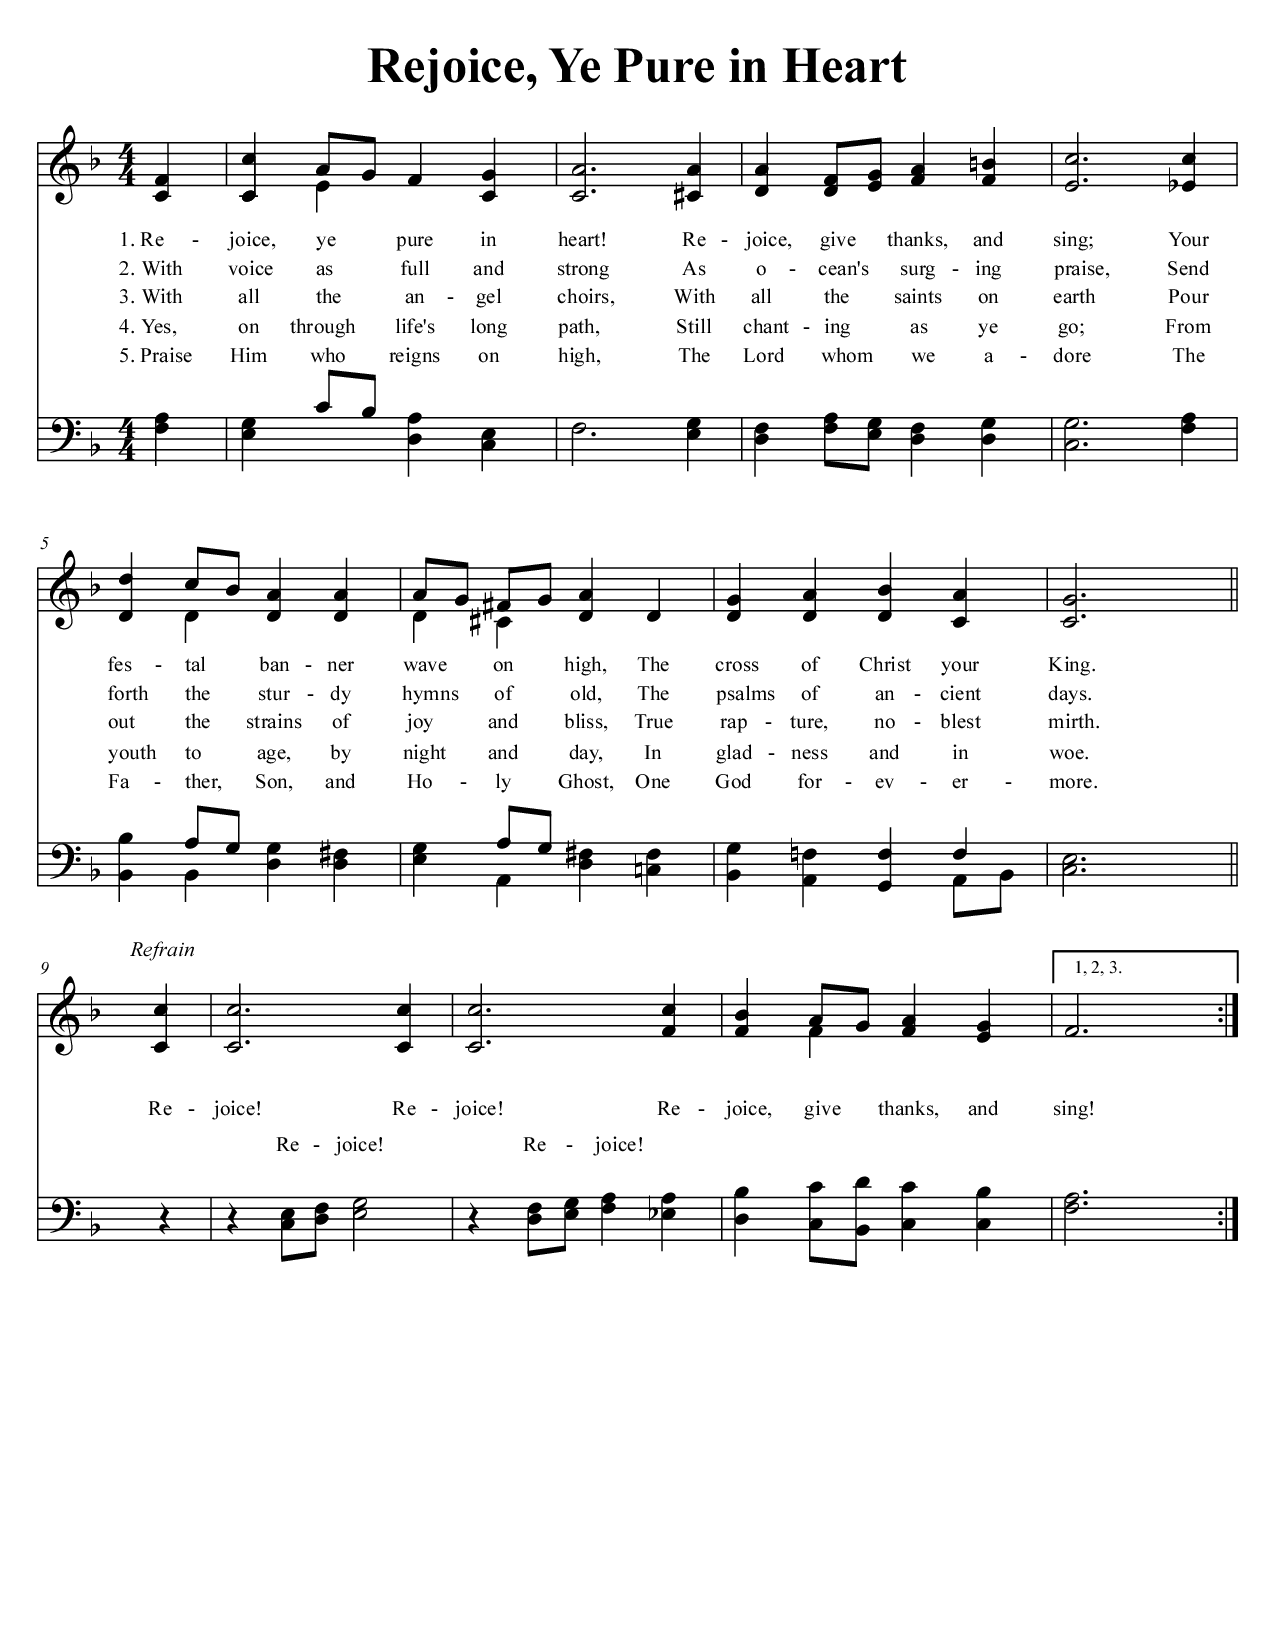 Rejoice, Ye Pure in Heart
4 4
1. Re - joice, ye pure in heart! Re - joice, give thanks, and sing; Your
2. With voice as full and strong As o - cean's surg - ing praise, Send
3. With all the an - gel choirs, With all the saints on earth Pour
4. Yes, on through life's long path, Still chant - ing as ye go; From
5. Praise Him who reigns on high, The Lord whom we a - dore The
4 4
5
fes - tal ban - ner wave on high, The cross of Christ your King.
forth the stur - dy hymns of old, The psalms of an - cient days.
out the strains of joy and bliss, True rap - ture, no - blest mirth.
youth to age, by night and day, In glad - ness and in woe.
Fa - ther, Son, and Ho - ly Ghost, One God for - ev - er - more.
Refrain
9
1, 2, 3.
Re - joice! Re - joice! Re - joice, give thanks, and sing!
Re - joice! Re - joice!